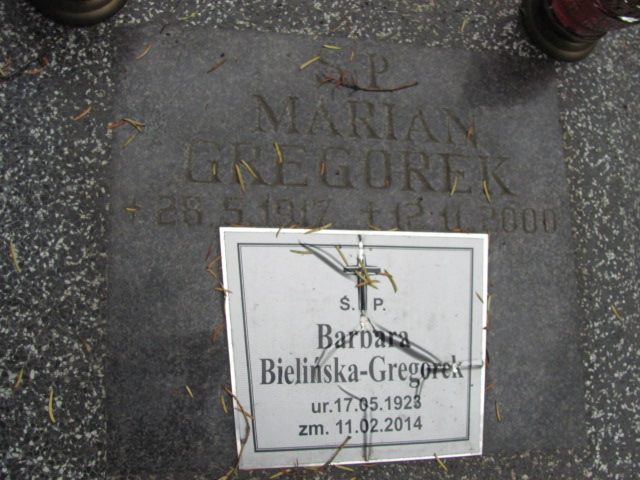 Ś P
MARIAN
GREGOREK
* 28.5.1917 + 12.11.2000
Ś. P.
Barbara
Bielińska-Gregorek
ur.17.05.1923
zm. 11.02.2014